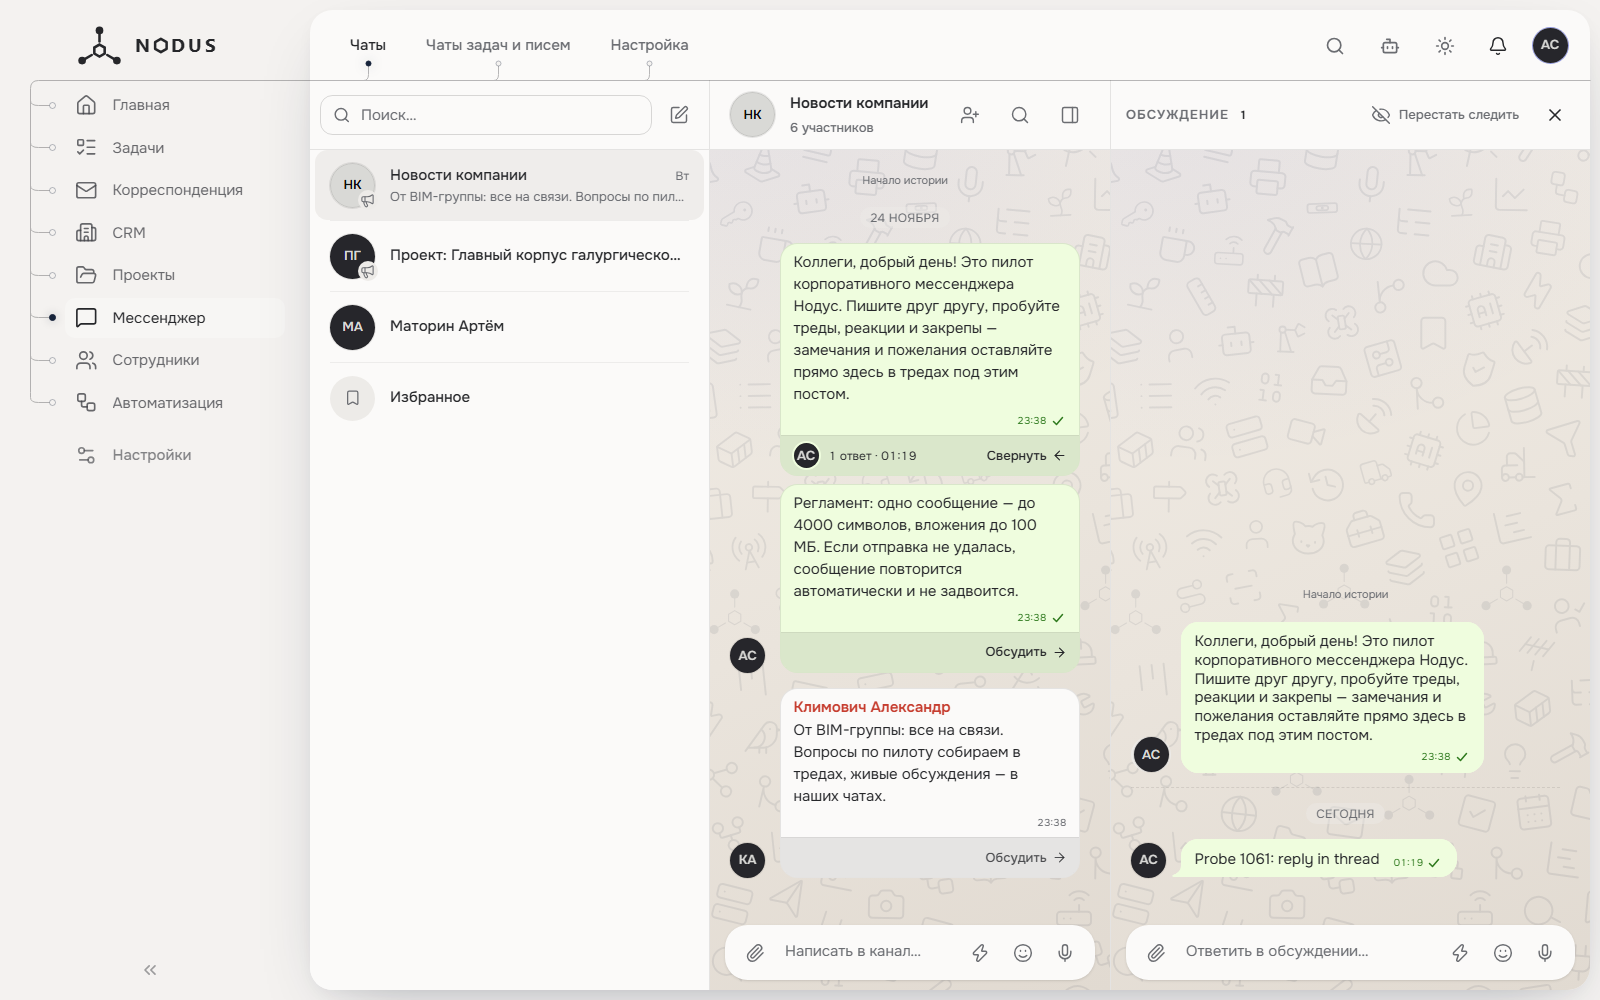 NODUS
Главная
Задачи
Корреспонденция
CRM
Проекты
Мессенджер
Сотрудники
Автоматизация
Настройки
Чаты
Чаты задач и писем
Настройка
АС
Поиск...
НК
Новости компании
Вт
От BIM-группы: все на связи. Вопросы по пил...
ПГ
Проект: Главный корпус галургическо...
МА
Маторин Артём
Избранное
НК
Новости компании
6 участников
Начало истории
24 НОЯБРЯ
Коллеги, добрый день! Это пилот
корпоративного мессенджера
Нодус. Пишите друг другу, пробуйте
треды, реакции и закрепы —
замечания и пожелания оставляйте
прямо здесь в тредах под этим
постом.
23:38
АС
1 ответ · 01:19
Свернуть
Регламент: одно сообщение — до
4000 символов, вложения до 100
МБ. Если отправка не удалась,
сообщение повторится
автоматически и не задвоится.
23:38
АС
Обсудить
Климович Александр
От BIM-группы: все на связи.
Вопросы по пилоту собираем в
тредах, живые обсуждения — в
наших чатах.
23:38
КА
Обсудить
Написать в канал...
ОБСУЖДЕНИЕ 1
Перестать следить
Начало истории
Коллеги, добрый день! Это пилот
корпоративного мессенджера Нодус.
Пишите друг другу, пробуйте треды,
реакции и закрепы — замечания и
пожелания оставляйте прямо здесь в
тредах под этим постом.
АС
23:38
СЕГОДНЯ
АС
Probe 1061: reply in thread
01:19
Ответить в обсуждении...